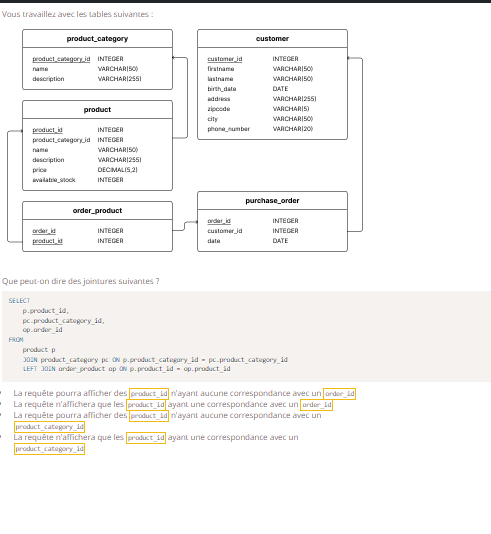 Vous travaillez avec les tables suivantes :
product_category
product_category_id INTEGER
name VARCHAR(50)
description VARCHAR(255)
customer
customer_id INTEGER
firstname VARCHAR(50)
lastname VARCHAR(50)
birth_date DATE
address VARCHAR(255)
zipcode VARCHAR(5)
city VARCHAR(50)
phone_number VARCHAR(20)
product
product_id INTEGER
product_category_id INTEGER
name VARCHAR(50)
description VARCHAR(255)
price DECIMAL(5,2)
available_stock INTEGER
order_product
order_id INTEGER
product_id INTEGER
purchase_order
order_id INTEGER
customer_id INTEGER
date DATE
Que peut-on dire des jointures suivantes ?
SELECT
p.product_id,
pc.product_category_id,
op.order_id
FROM
product p
JOIN product_category pc ON p.product_category_id = pc.product_category_id
LEFT JOIN order_product op ON p.product_id = op.product_id
La requête pourra afficher des product_id n'ayant aucune correspondance avec un order_id
La requête n'affichera que les product_id ayant une correspondance avec un order_id
La requête pourra afficher des product_id n'ayant aucune correspondance avec un
product_category_id
La requête n'affichera que les product_id ayant une correspondance avec un
product_category_id